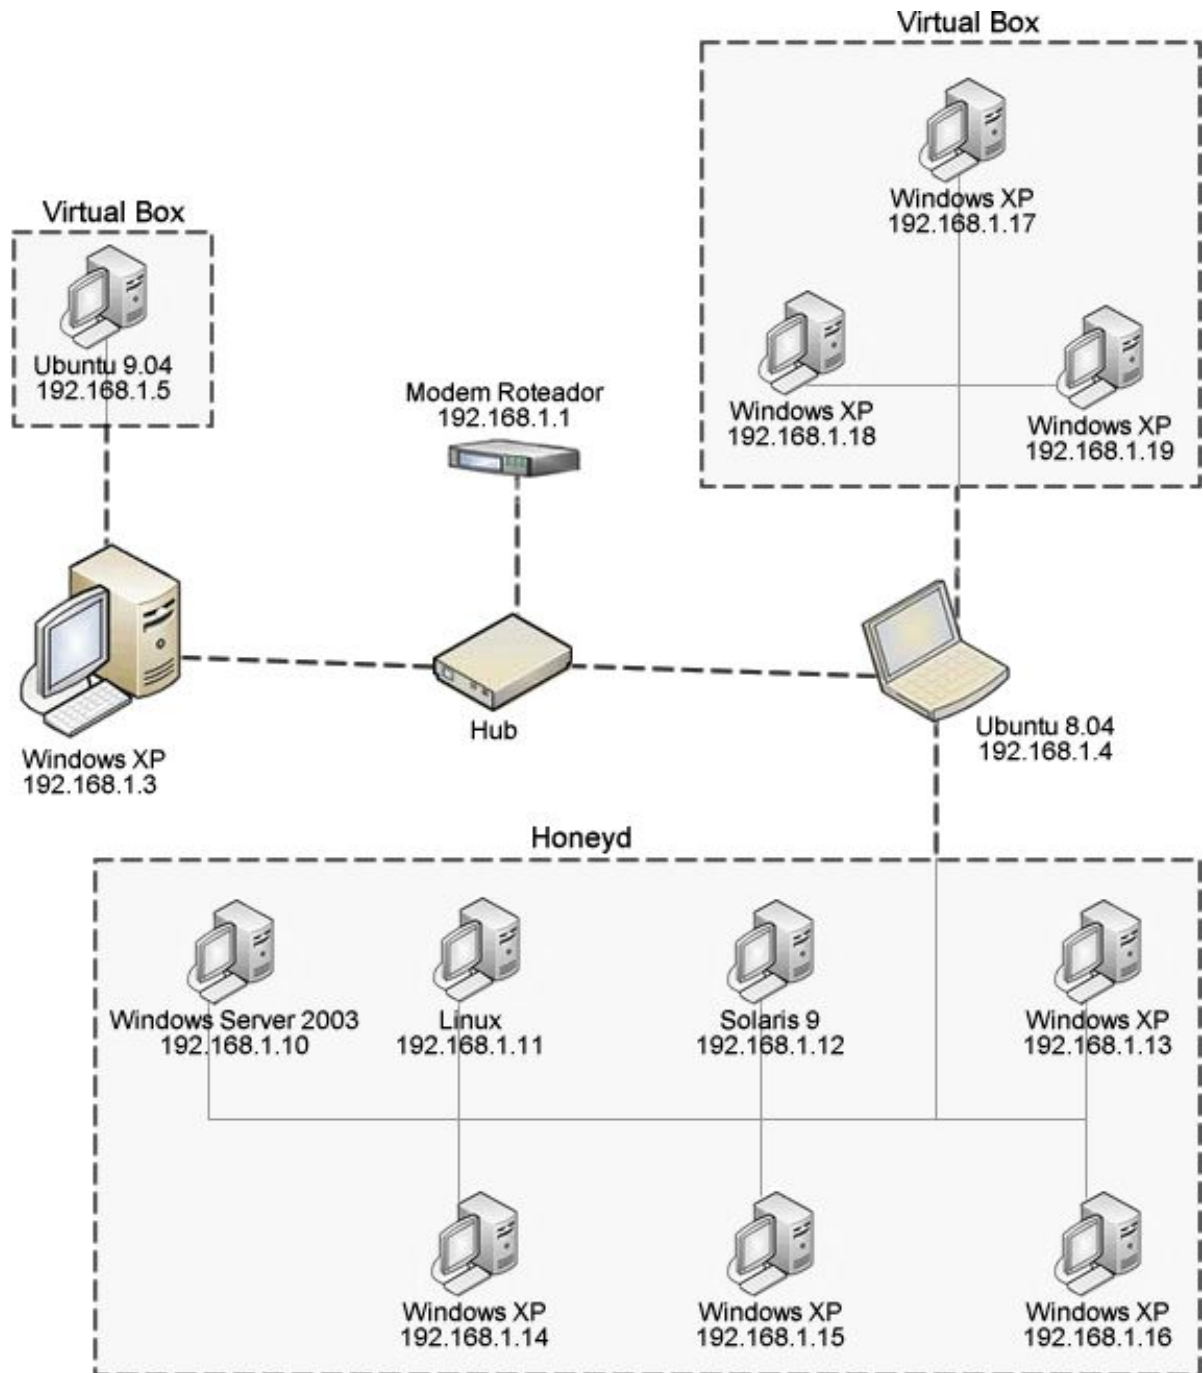 Virtual Box
Windows XP
192.168.1.17
Virtual Box
Ubuntu 9.04
192.168.1.5
Modem Roteador
192.168.1.1
Windows XP
192.168.1.18
Windows XP
192.168.1.19
Hub
Ubuntu 8.04
192.168.1.4
Windows XP
192.168.1.3
Honeyd
Windows Server 2003
192.168.1.10
Linux
192.168.1.11
Solaris 9
192.168.1.12
Windows XP
192.168.1.13
Windows XP
192.168.1.14
Windows XP
192.168.1.15
Windows XP
192.168.1.16